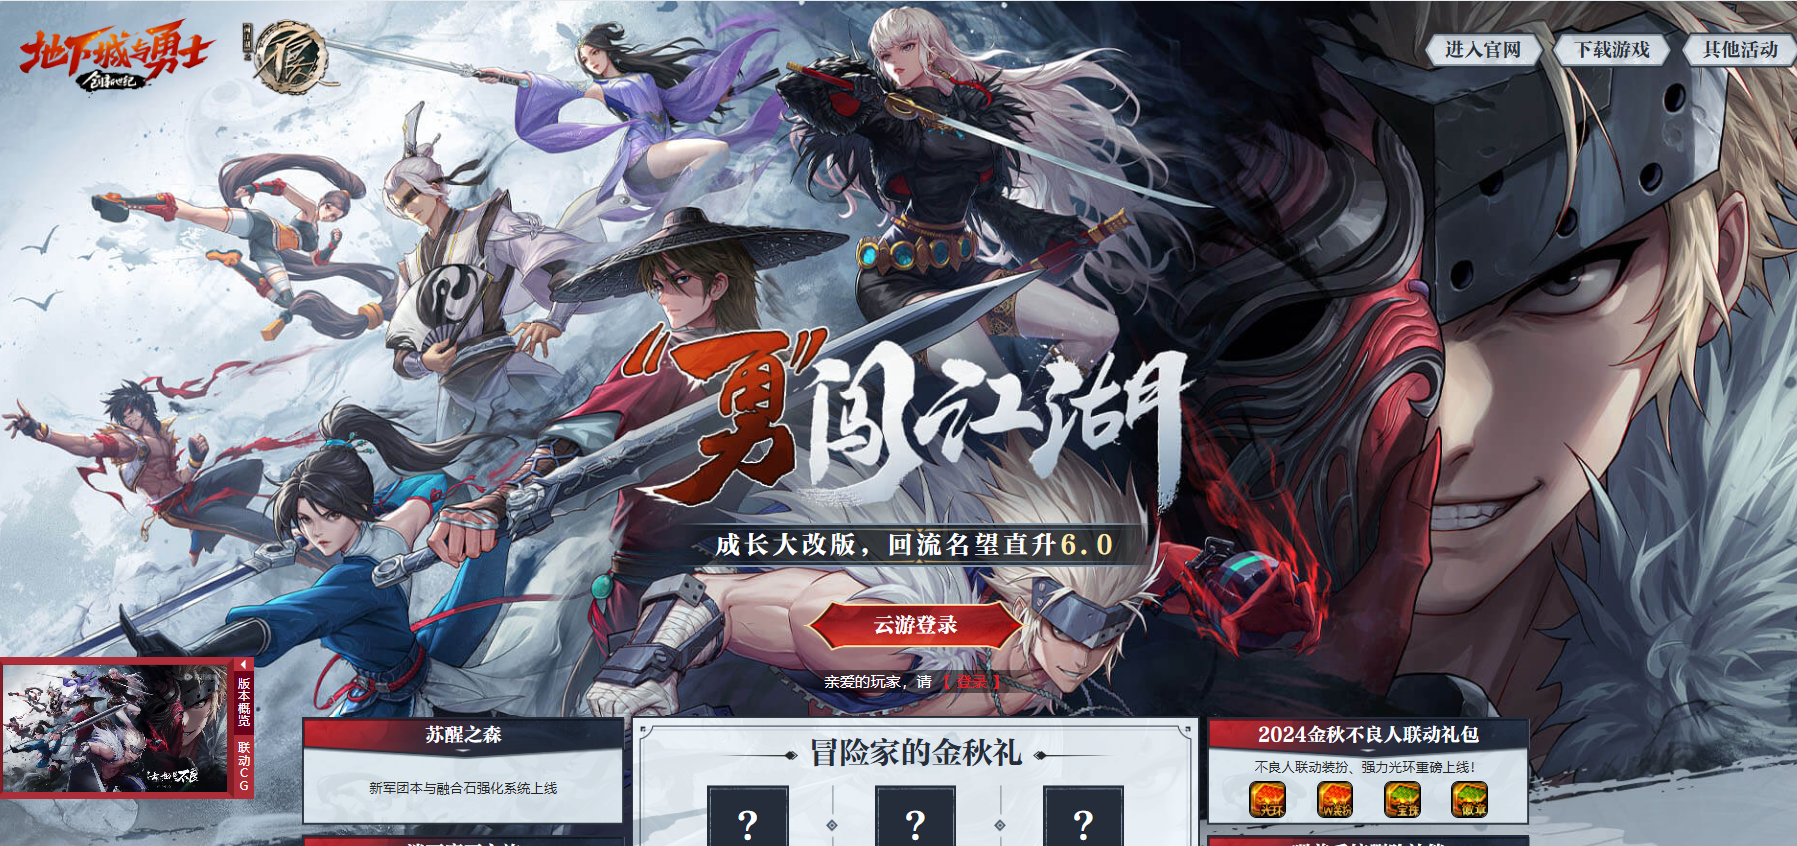 地下城与勇士
创新世纪
良
进入官网
下载游戏
其他活动
“勇”闯江湖
成长大改版，回流名望直升6.0
云游登录
亲爱的玩家，请【登录】
版本概览
联动CG
苏醒之森
新军团本与融合石强化系统上线
冒险家的金秋礼
?
?
?
2024金秋不良人联动礼包
不良人联动装扮、强力光环重磅上线！
光环
W装扮
宝珠
徽章